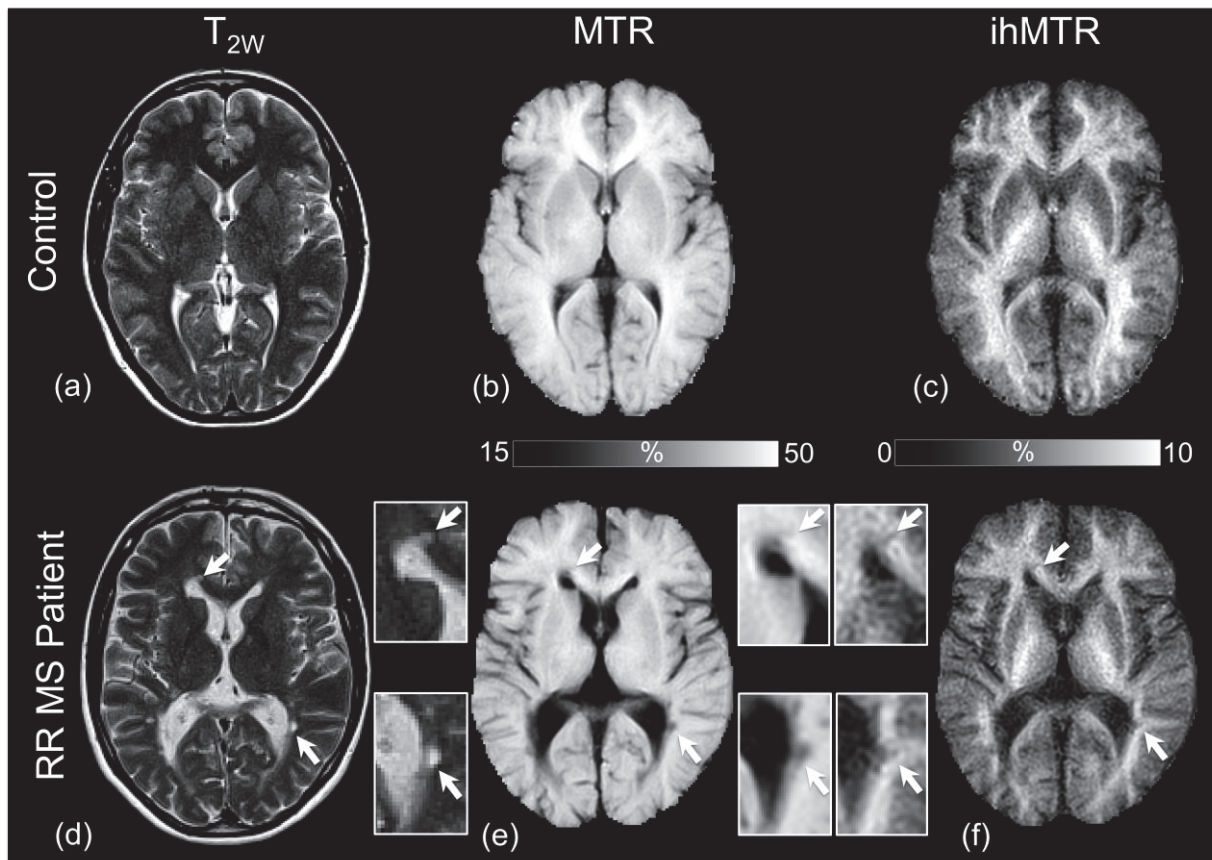 T2W MTR ihMTR
Control
(a) (b) (c)
15 % 50 0 % 10
RR MS Patient
(d) (e) (f)